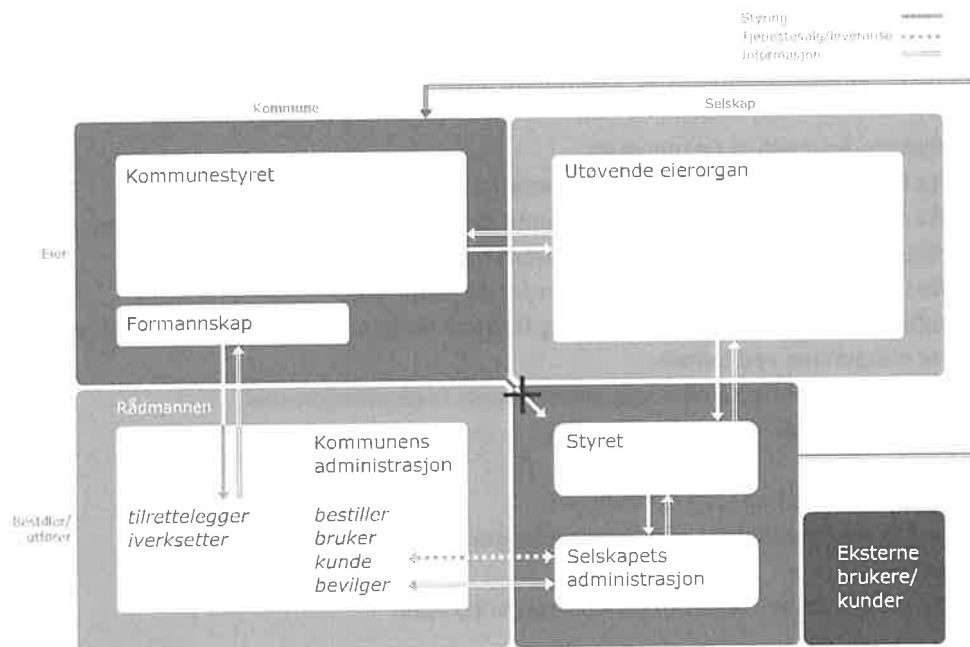 Styring
Tjenestesalg/leveranse
Informasjon
Kommune
Selskap
Kommunestyret
Utøvende eierorgan
Eier
Formannskap
Rådmannen
Kommunens
administrasjon
Styret
tilrettelegger
iverksetter
bestiller
bruker
kunde
bevilger
Bestiller/
utfører
Selskapets
administrasjon
Eksterne
brukere/
kunder